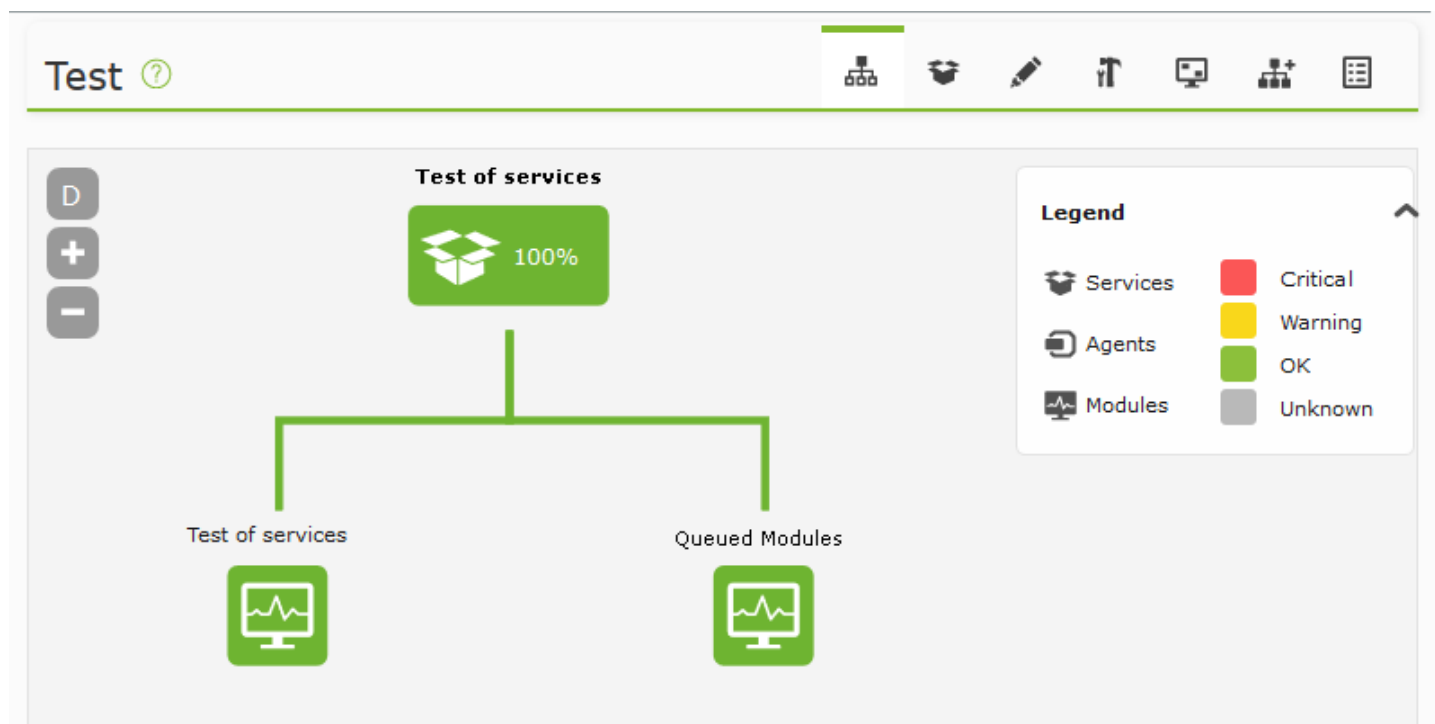 Test ?
D
Test of services
100%
Legend
Services
Critical
Warning
Agents
OK
Modules
Unknown
Test of services
Queued Modules